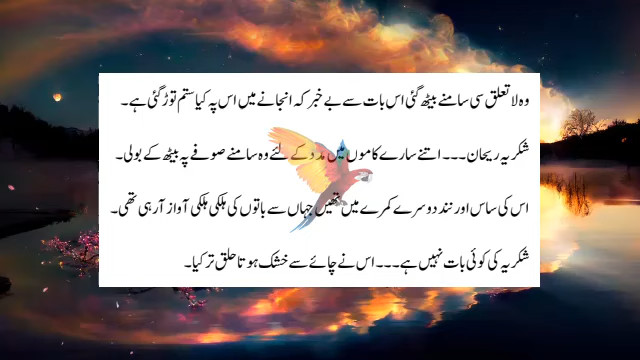 وہ لا تعلق سی سامنے بیٹھ گئی اس بات سے بے خبر کہ انجانے میں اس پہ کیا ستم توڑ گئی ہے۔
شکریہ ریحان۔۔۔ اتنے سارے کاموں میں مدد کے لئے وہ سامنے صوفے پہ بیٹھ کے بولی۔
اس کی ساس اور نند دوسرے کمرے میں تھیں جہاں سے باتوں کی ہلکی ہلکی آواز آرہی تھی۔
شکریہ کی کوئی بات نہیں ہے۔۔۔ اس نے چائے سے خشک ہوتا حلق تر کیا۔